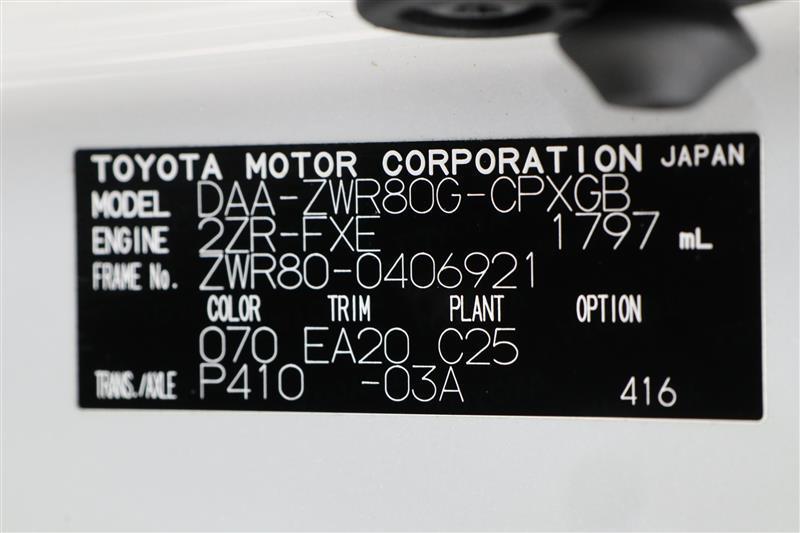 TOYOTA MOTOR CORPORATION JAPAN
MODEL DAA-ZWR80G-CPXGB
ENGINE 2ZR-FXE 1797 mL
FRAME No. ZWR80-0406921
COLOR TRIM PLANT OPTION
070 EA20 C25
TRANS./AXLE P410 -03A 416